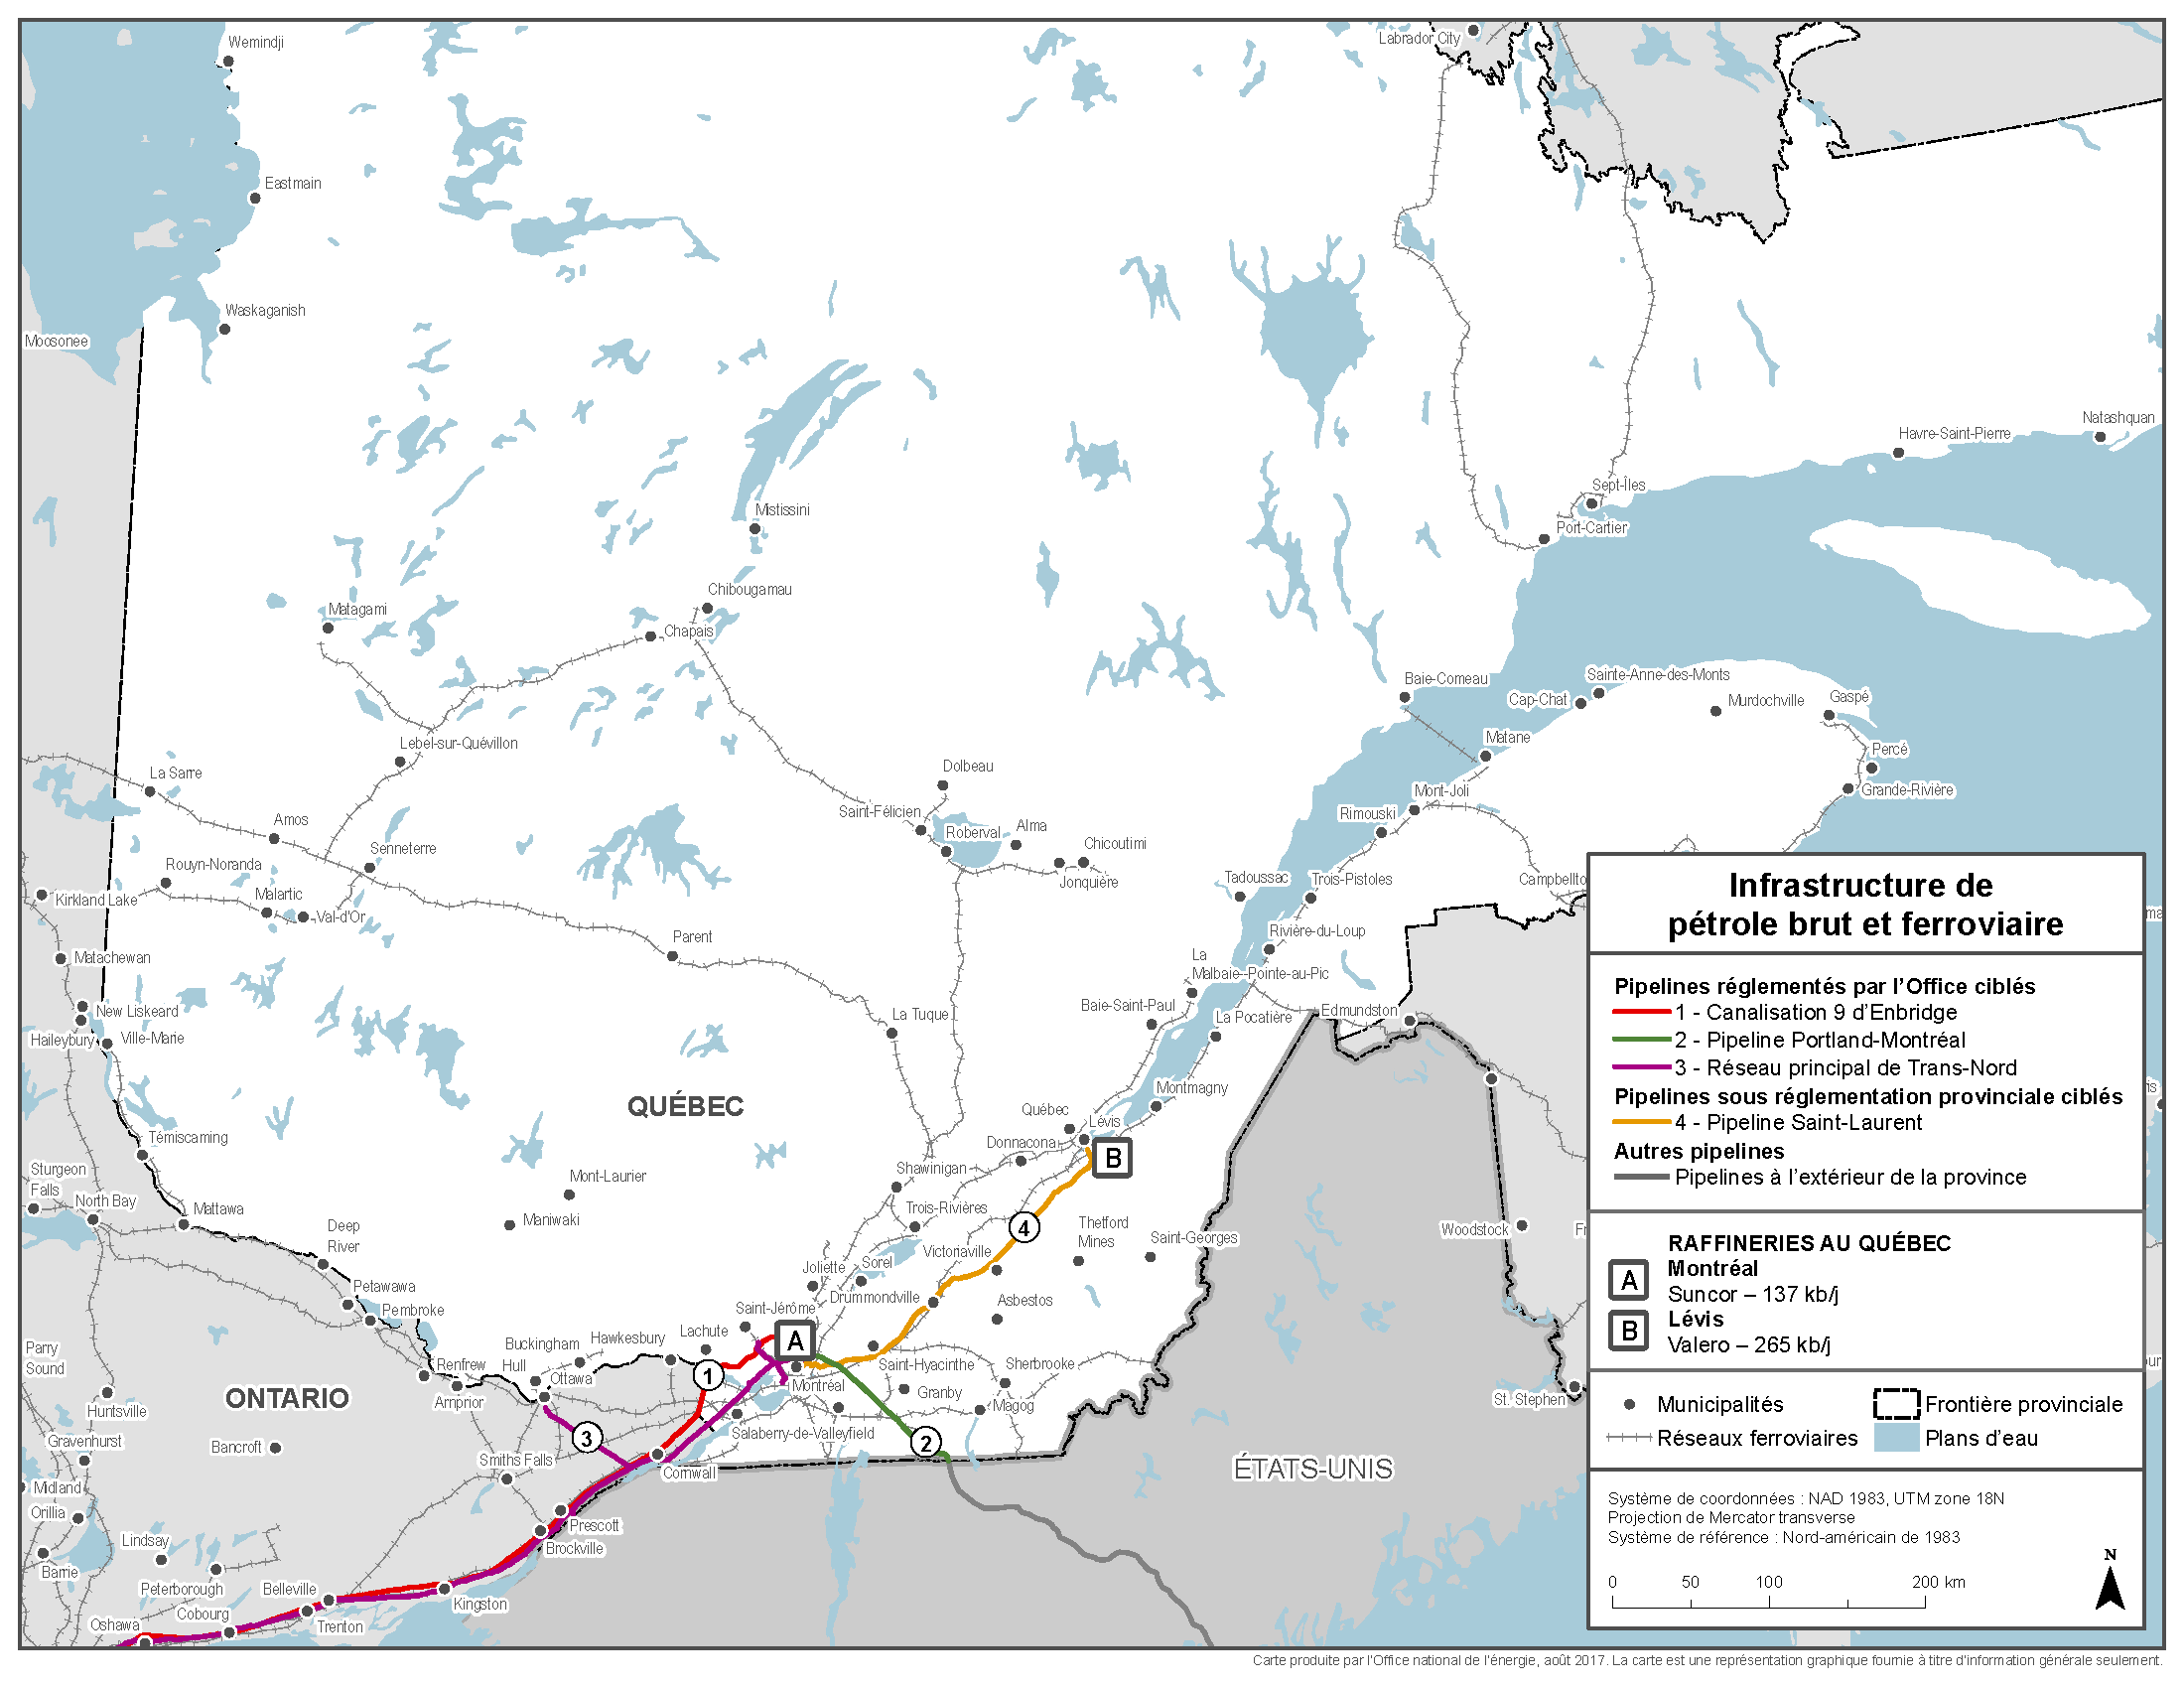 Wemindji
Labrador City
Eastmain
Waskaganish
Moosonee
Natashquan
Havre-Saint-Pierre
Sept-Îles
Port-Cartier
Mistissini
Chibougamau
Matagami
Chapais
Baie-Comeau
Sainte-Anne-des-Monts
Cap-Chat
Murdochville
Gaspé
Matane
Percé
Lebel-sur-Quévillon
Grande-Rivière
La Sarre
Dolbeau
Mont-Joli
Saint-Félicien
Rimouski
Amos
Roberval
Alma
Senneterre
Chicoutimi
Rouyn-Noranda
Jonquière
Tadoussac
Trois-Pistoles
Campbellto
Kirkland Lake
Malartic
Val-d'Or
Parent
Rivière-du-Loup
Matachewan
La
Malbaie--Pointe-au-Pic
New Liskeard
Baie-Saint-Paul
La Tuque
La Pocatière
Edmundston
Haileybury
Ville-Marie
Montmagny
QUÉBEC
Québec
Lévis
Témiscaming
Donnacona
B
Sturgeon
Falls
Mont-Laurier
Shawinigan
North Bay
Mattawa
Maniwaki
Trois-Rivières
4
Thetford
Mines
Deep
River
Victoriaville
Saint-Georges
Woodstock
Fr
Joliette
Sorel
Petawawa
Drummondville
Pembroke
Saint-Jérôme
Asbestos
Lachute
A
Hawkesbury
Buckingham
Parry
Sound
Hull
Renfrew
Ottawa
1
Saint-Hyacinthe
Sherbrooke
Montréal
Granby
ONTARIO
Arnprior
Magog
St. Stephen
Huntsville
Salaberry-de-Valleyfield
Gravenhurst
Bancroft
3
2
Smiths Falls
Cornwall
ÉTATS-UNIS
Midland
Orillia
Prescott
Lindsay
Brockville
Barrie
Peterborough
Belleville
Kingston
Cobourg
Oshawa
Trenton
Infrastructure de
pétrole brut et ferroviaire
Pipelines réglementés par l'Office ciblés
1 - Canalisation 9 d'Enbridge
2 - Pipeline Portland-Montréal
3 - Réseau principal de Trans-Nord
Pipelines sous réglementation provinciale ciblés
4 - Pipeline Saint-Laurent
Autres pipelines
Pipelines à l'extérieur de la province
RAFFINERIES AU QUÉBEC
A
Montréal
Suncor – 137 kb/j
B
Lévis
Valero – 265 kb/j
Municipalités
Frontière provinciale
Réseaux ferroviaires
Plans d'eau
Système de coordonnées : NAD 1983, UTM zone 18N
Projection de Mercator transverse
Système de référence : Nord-américain de 1983
N
0 50 100 200 km
Carte produite par l'Office national de l'énergie, août 2017. La carte est une représentation graphique fournie à titre d'information générale seulement.